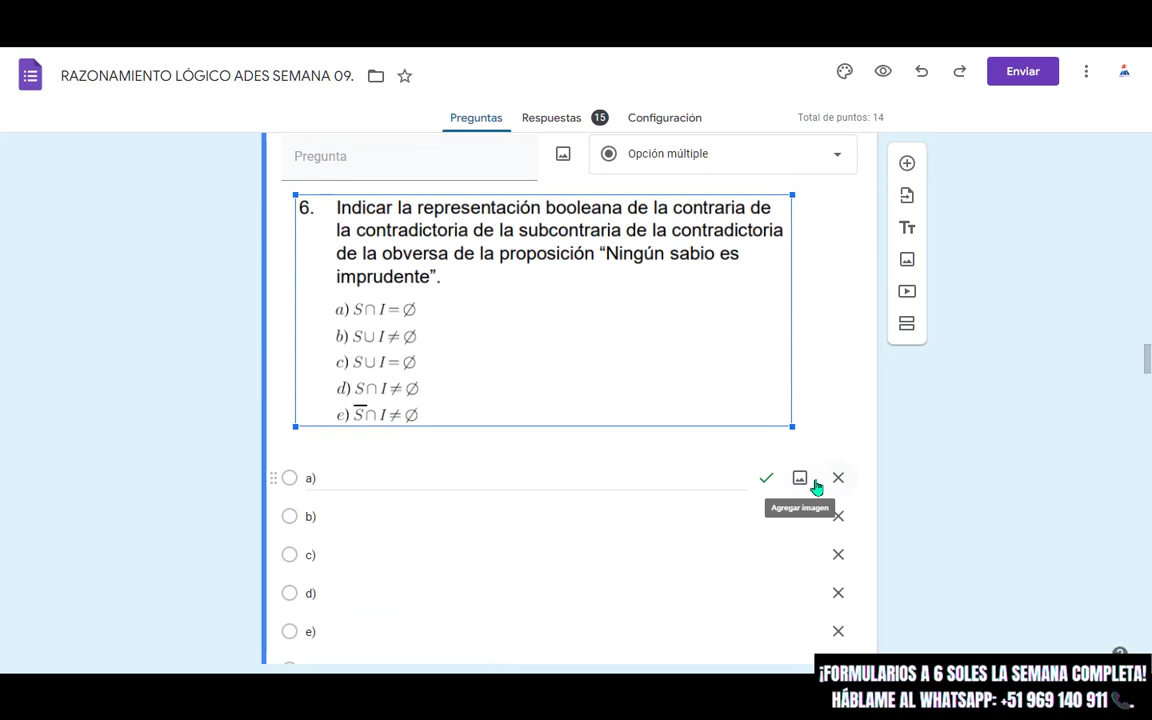 RAZONAMIENTO LÓGICO ADES SEMANA 09.
Enviar
Preguntas
Respuestas 15
Configuración
Total de puntos: 14
Pregunta
Opción múltiple
6. Indicar la representación booleana de la contraria de
la contradictoria de la subcontraria de la contradictoria
de la obversa de la proposición “Ningún sabio es
imprudente”.
a) S∩I=∅
b) S∪I≠∅
c) S∪I=∅
d) S∩I≠∅
e) S̅∩I≠∅
a)
Agregar imagen
b)
c)
d)
e)
¡FORMULARIOS A 6 SOLES LA SEMANA COMPLETA!
HÁBLAME AL WHATSAPP: +51 969 140 911 📞.